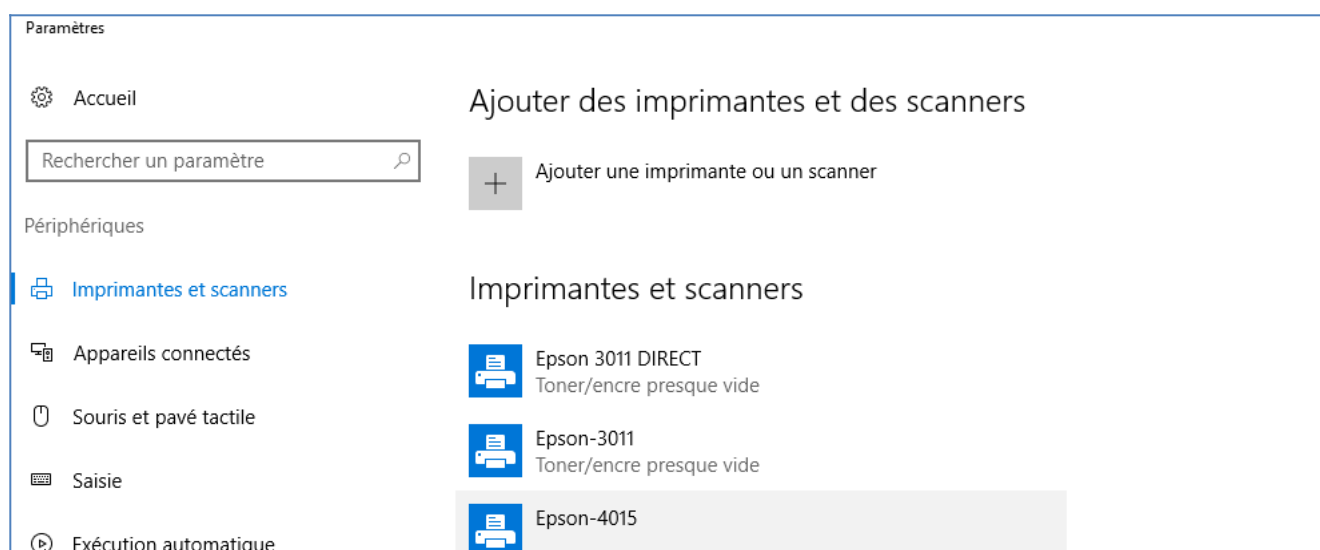 Paramètres
Accueil
Rechercher un paramètre
Périphériques
Imprimantes et scanners
Appareils connectés
Souris et pavé tactile
Saisie
Exécution automatique
Ajouter des imprimantes et des scanners
Ajouter une imprimante ou un scanner
Imprimantes et scanners
Epson 3011 DIRECT
Toner/encre presque vide
Epson-3011
Toner/encre presque vide
Epson-4015